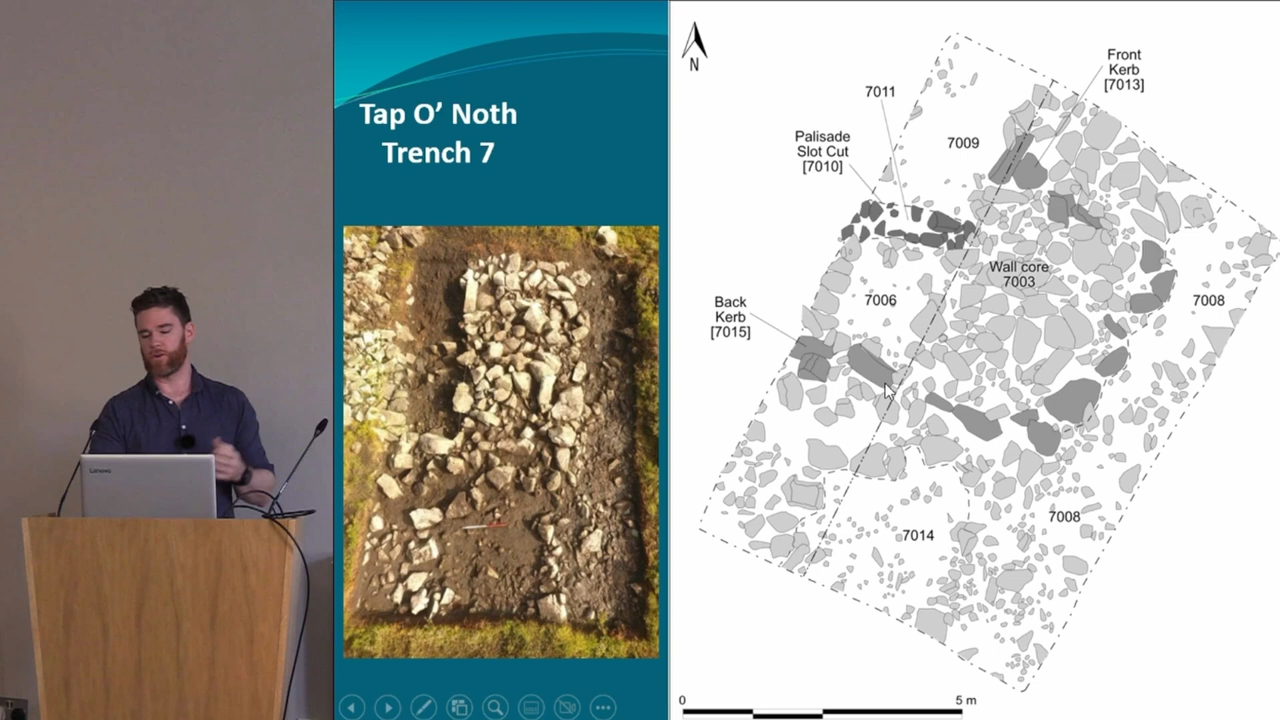 Lenovo
Tap O’ Noth
Trench 7
N
Front
Kerb
[7013]
7011
7009
Palisade
Slot Cut
[7010]
Wall core
7003
7006
7008
Back
Kerb
[7015]
7008
7014
0
5 m